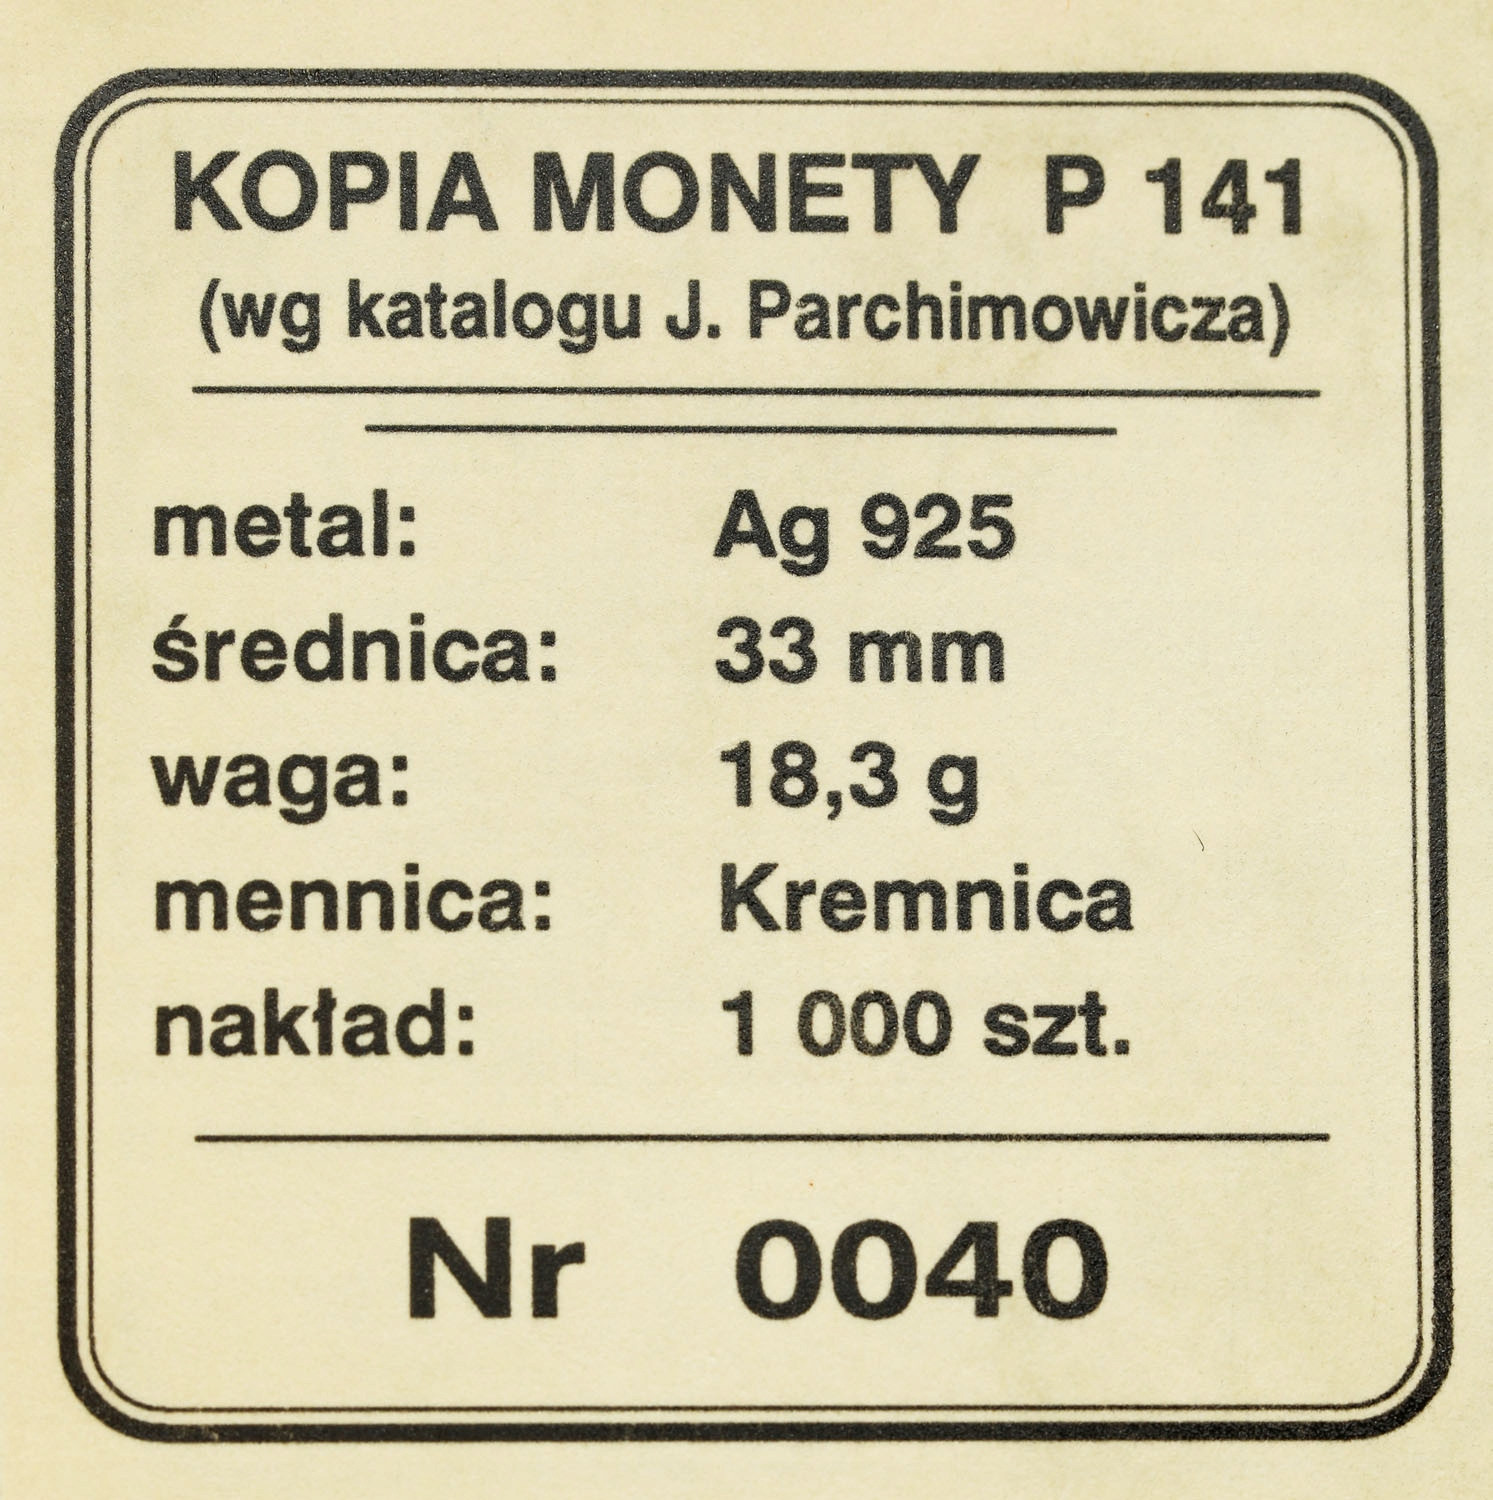 KOPIA MONETY P 141
(wg katalogu J. Parchimowicza)
metal: Ag 925
średnica: 33 mm
waga: 18,3 g
mennica: Kremnica
nakład: 1 000 szt.
Nr 0040